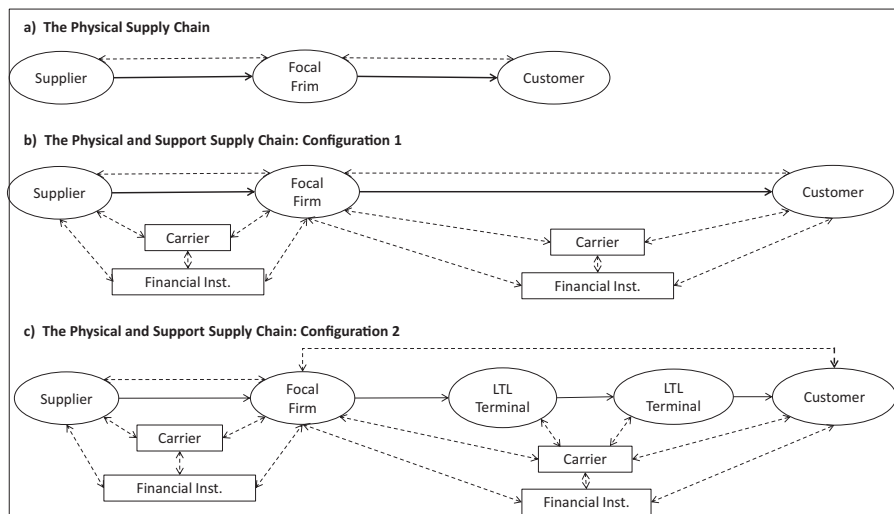 a) The Physical Supply Chain
Supplier
Focal
Frim
Customer
b) The Physical and Support Supply Chain: Configuration 1
Supplier
Focal
Firm
Customer
Carrier
Carrier
Financial Inst.
Financial Inst.
c) The Physical and Support Supply Chain: Configuration 2
Supplier
Focal
Firm
LTL
Terminal
LTL
Terminal
Customer
Carrier
Carrier
Financial Inst.
Financial Inst.